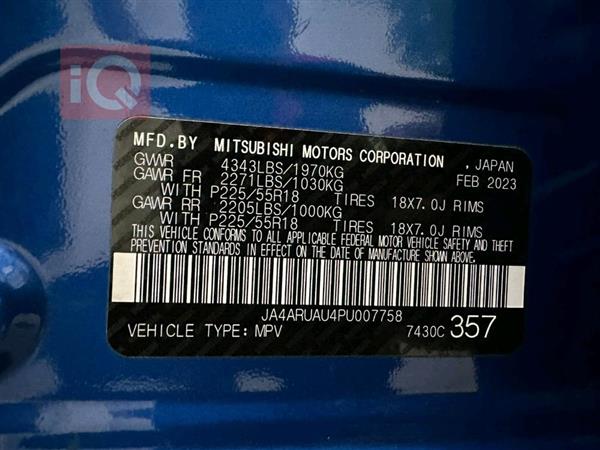 iQ
MFD.BY MITSUBISHI MOTORS CORPORATION , JAPAN
GVWR 4343LBS/1970KG FEB 2023
GAWR FR 2271LBS/1030KG
WITH P225/55R18 TIRES 18X7.0J RIMS
GAWR RR 2205LBS/1000KG
WITH P225/55R18 TIRES 18X7.0J RIMS
THIS VEHICLE CONFORMS TO ALL APPLICABLE FEDERAL MOTOR VEHICLE SAFETY AND THEFT
PREVENTION STANDARDS IN EFFECT ON THE DATE OF MANUFACTURE SHOWN ABOVE.
JA4ARUAU4PU007758
VEHICLE TYPE:MPV 7430C 357